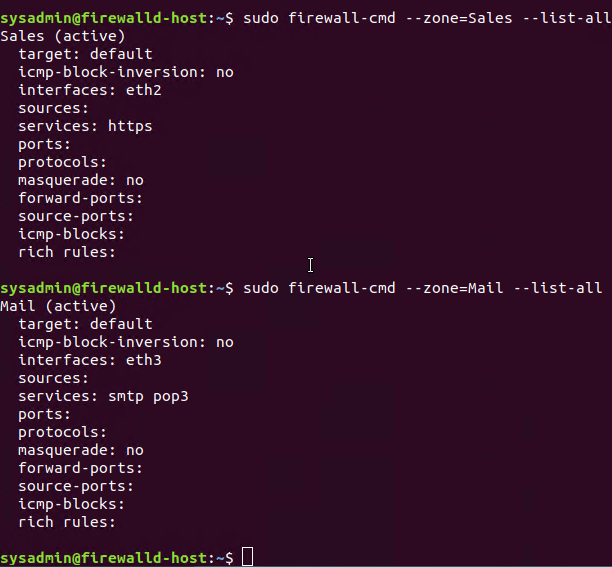 sysadmin@firewalld-host:~$ sudo firewall-cmd --zone=Sales --list-all
Sales (active)
  target: default
  icmp-block-inversion: no
  interfaces: eth2
  sources:
  services: https
  ports:
  protocols:
  masquerade: no
  forward-ports:
  source-ports:
  icmp-blocks:
  rich rules:

sysadmin@firewalld-host:~$ sudo firewall-cmd --zone=Mail --list-all
Mail (active)
  target: default
  icmp-block-inversion: no
  interfaces: eth3
  sources:
  services: smtp pop3
  ports:
  protocols:
  masquerade: no
  forward-ports:
  source-ports:
  icmp-blocks:
  rich rules:

sysadmin@firewalld-host:~$